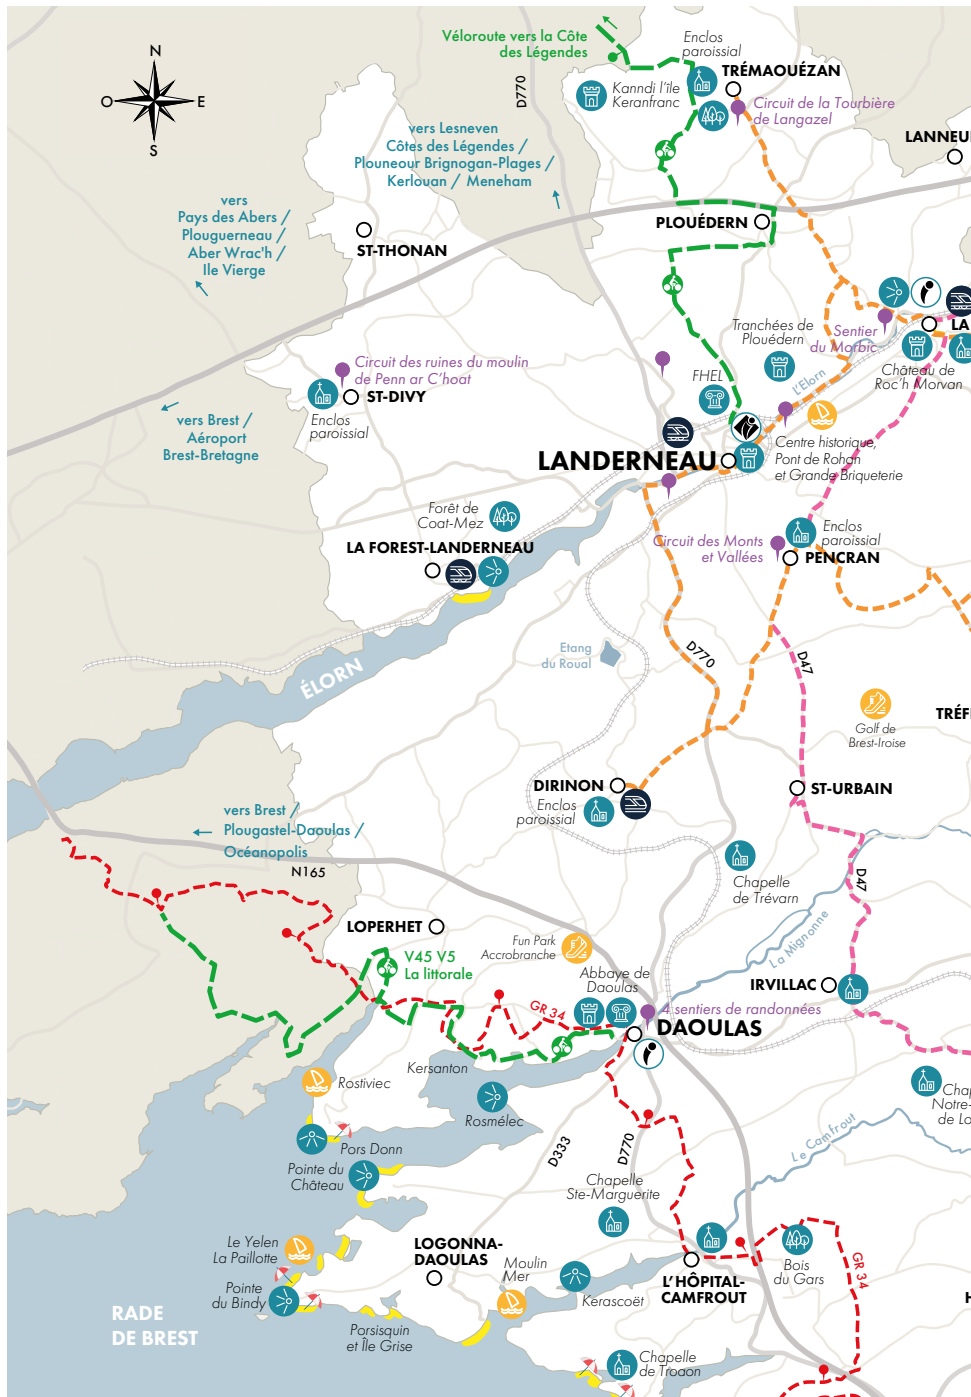 Véloroute vers la Côte
des Légendes
Enclos
paroissial
TRÉMAOUÉZAN
N
O
E
S
D770
Kanndi l'île
Keranfranc
Circuit de la Tourbière
de Langazel
LANNEU
vers Lesneven
Côtes des Légendes /
Plouneour Brignogan-Plages /
Kerlouan / Meneham
vers
Pays des Abers /
Plouguerneau /
Aber Wrac'h /
Ile Vierge
ST-THONAN
PLOUÉDERN
Tranchées de
Plouédern
Sentier
du Morbic
LA
Château de
Roc'h Morvan
L'Elorn
Circuit des ruines du moulin
de Penn ar C'hoat
ST-DIVY
Enclos
paroissial
FHEL
vers Brest /
Aéroport
Brest-Bretagne
LANDERNEAU
Centre historique,
Pont de Rohan
et Grande Briqueterie
Forêt de
Coat-Mez
LA FOREST-LANDERNEAU
Circuit des Monts
et Vallées
Enclos
paroissial
PENCRAN
ÉLORN
Etang
du Roual
D770
D47
Golf de
Brest-Iroise
TRÉF
DIRINON
Enclos
paroissial
ST-URBAIN
vers Brest /
Plougastel-Daoulas /
Océanopolis
N165
Chapelle
de Trévarn
D47
La Mignonne
LOPERHET
V45 V5
La littorale
Fun Park
Accrobranche
Abbaye de
Daoulas
IRVILLAC
GR 34
4 sentiers de randonnées
DAOULAS
Kersanton
Rostiviec
Rosmélec
Chap
Notre-
de Lo
Pors Donn
Pointe du
Château
D333
D770
Le Camfrout
Chapelle
Ste-Marguerite
Le Yelen
La Paillotte
LOGONNA-
DAOULAS
Moulin
Mer
Bois
du Gars
GR 34
Pointe
du Bindy
Kerascoët
L'HÔPITAL-
CAMFROUT
H
RADE
DE BREST
Porsisquin
et Île Grise
Chapelle
de Troaon